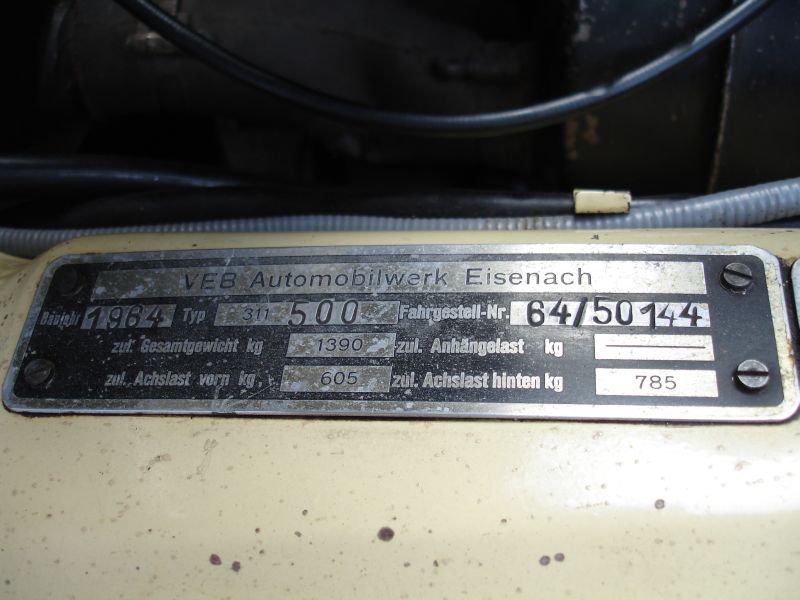 VEB Automobilwerk Eisenach
Baujahr 1964 Typ 311 500 Fahrgestell-Nr. 64/50144
zul. Gesamtgewicht kg 1390 zul. Anhängelast kg
zul. Achslast vorn kg 605 zul. Achslast hinten kg 785